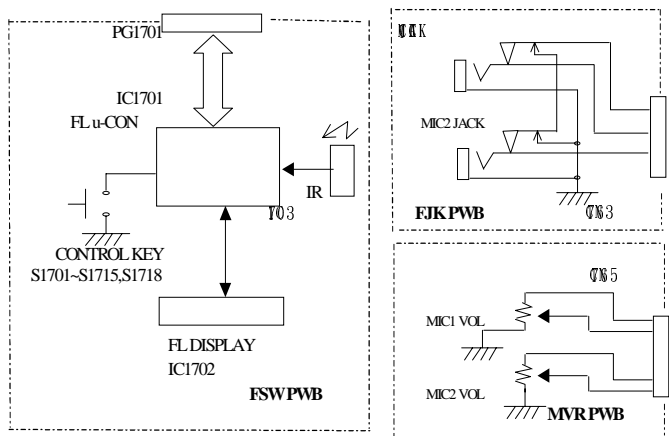 PG1701
IC1701
FL u-CON
IR
CONTROL KEY
S1701~S1715,S1718
FL DISPLAY
IC1702
FSW PWB
MIC2 JACK
FJK PWB
MIC1 VOL
MIC2 VOL
MVR PWB